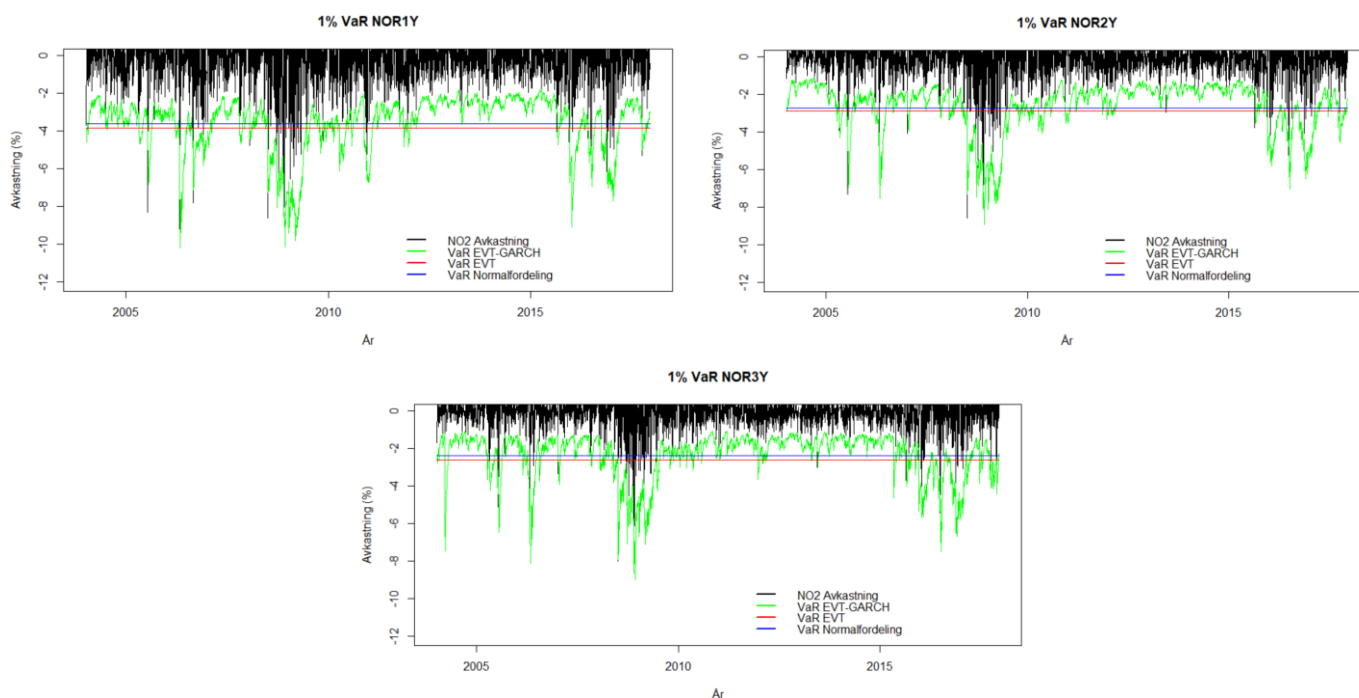 1% VaR NOR1Y
Avkastning (%)
0
-2
-4
-6
-8
-10
-12
NO2 Avkastning
VaR EVT-GARCH
VaR EVT
VaR Normalfordeling
2005 2010 2015
År
1% VaR NOR2Y
Avkastning (%)
0
-2
-4
-6
-8
-10
-12
NO2 Avkastning
VaR EVT-GARCH
VaR EVT
VaR Normalfordeling
2005 2010 2015
År
1% VaR NOR3Y
Avkastning (%)
0
-2
-4
-6
-8
-10
-12
NO2 Avkastning
VaR EVT-GARCH
VaR EVT
VaR Normalfordeling
2005 2010 2015
År